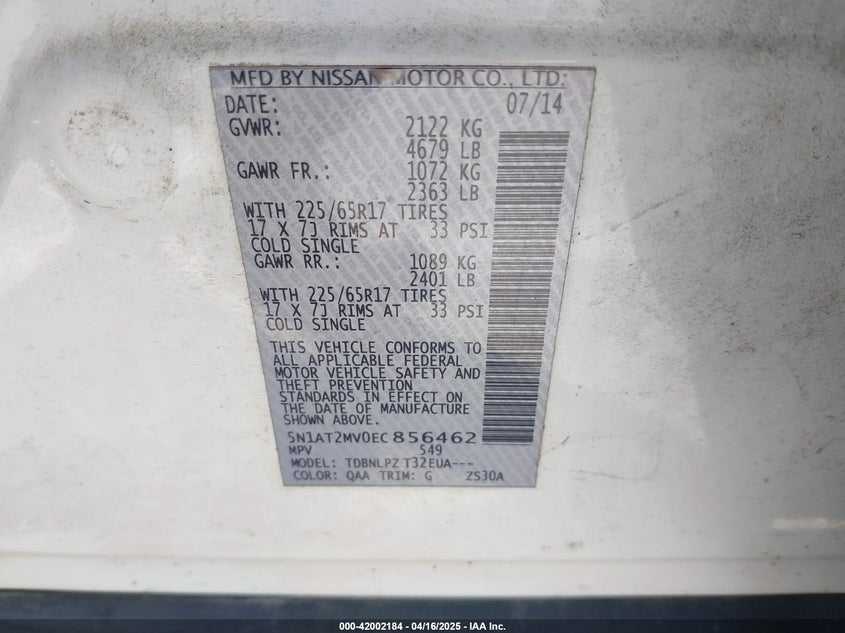 MFD BY NISSAN MOTOR CO., LTD:
DATE: 07/14
GVWR: 2122 KG
4679 LB
GAWR FR.: 1072 KG
2363 LB
WITH 225/65R17 TIRES
17 X 7J RIMS AT 33 PSI
COLD SINGLE
GAWR RR.: 1089 KG
2401 LB
WITH 225/65R17 TIRES
17 X 7J RIMS AT 33 PSI
COLD SINGLE
THIS VEHICLE CONFORMS TO
ALL APPLICABLE FEDERAL
MOTOR VEHICLE SAFETY AND
THEFT PREVENTION
STANDARDS IN EFFECT ON
THE DATE OF MANUFACTURE
SHOWN ABOVE.
5N1AT2MV0EC856462
MPV 549
MODEL: TDBNLPZ T32EUA---
COLOR: QAA TRIM: G ZS30A
000-42002184 - 04/16/2025 - IAA Inc.